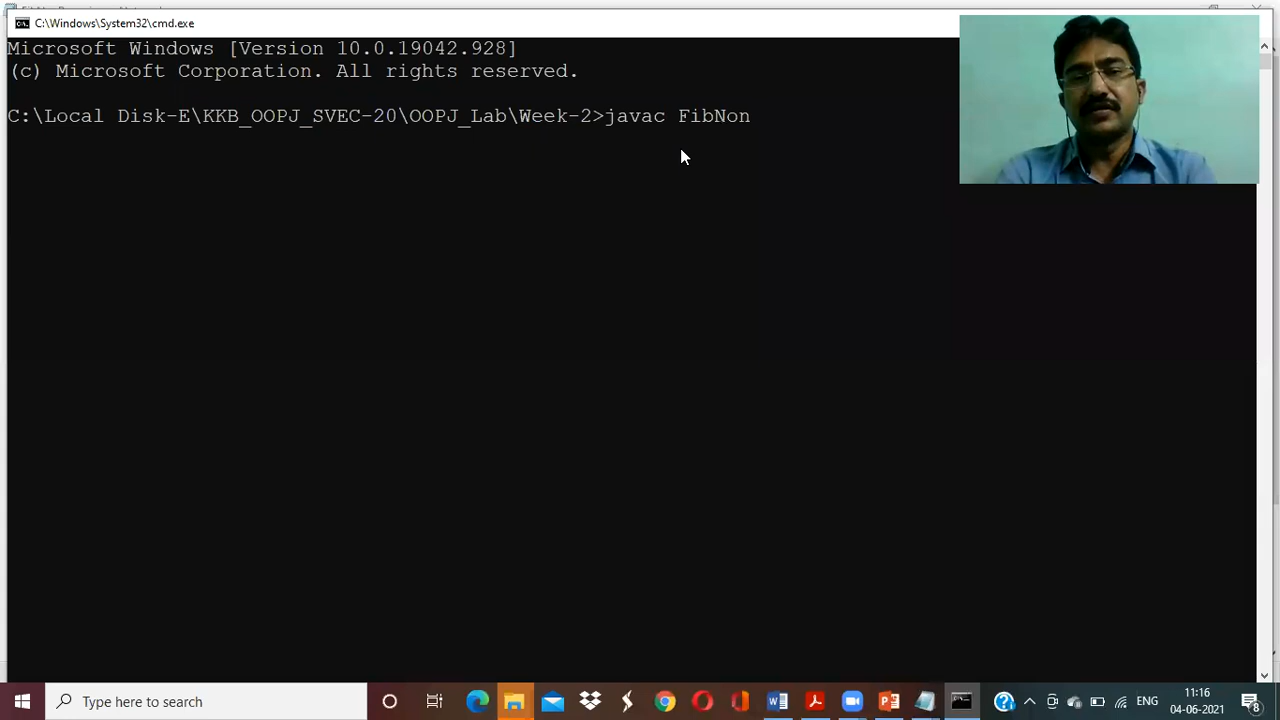 C:\Windows\System32\cmd.exe
Microsoft Windows [Version 10.0.19042.928]
(c) Microsoft Corporation. All rights reserved.
C:\Local Disk-E\KKB_OOPJ_SVEC-20\OOPJ_Lab\Week-2>javac FibNon
Type here to search
ENG
11:16
04-06-2021
8